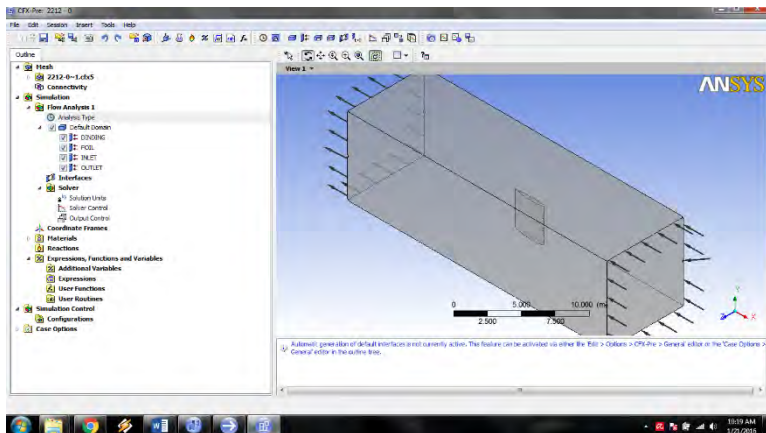 CFX-Pre: 2212 - 0
File Edit Session Insert Tools Help
Outline
Mesh
2212-0~1.cfx5
Connectivity
Simulation
Flow Analysis 1
Analysis Type
Default Domain
DINDING
FOIL
INLET
OUTLET
Interfaces
Solver
Solution Units
Solver Control
Output Control
Coordinate Frames
Materials
Reactions
Expressions, Functions and Variables
Additional Variables
Expressions
User Functions
User Routines
Simulation Control
Configurations
Case Options
View 1
ANSYS
0 5.000 10.000 (m)
2.500 7.500
Y
Z X
Automatic generation of default interfaces is not currently active. This feature can be activated via either the 'Edit > Options > CFX-Pre > General' editor or the 'Case Options >
General' editor in the outline tree.
10:19 AM
1/21/2016